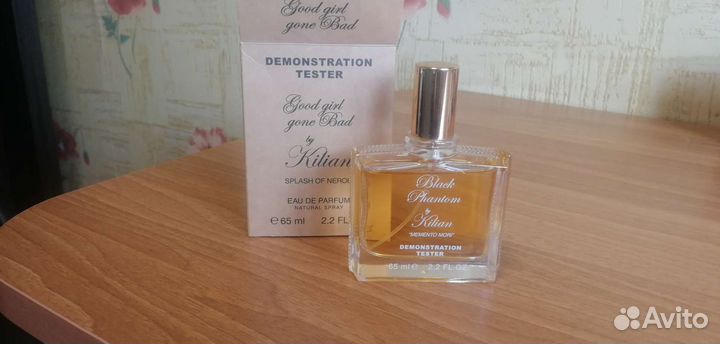 Good girl
gone Bad
DEMONSTRATION
TESTER
Good girl
gone Bad
by
Kilian
SPLASH OF NEROLI
EAU DE PARFUM
NATURAL SPRAY
℮ 65 ml 2.2 FL
Black
Phantom
by
Kilian
"MEMENTO MORI"
DEMONSTRATION
TESTER
65 ml ℮ 2.2 FL OZ
Avito